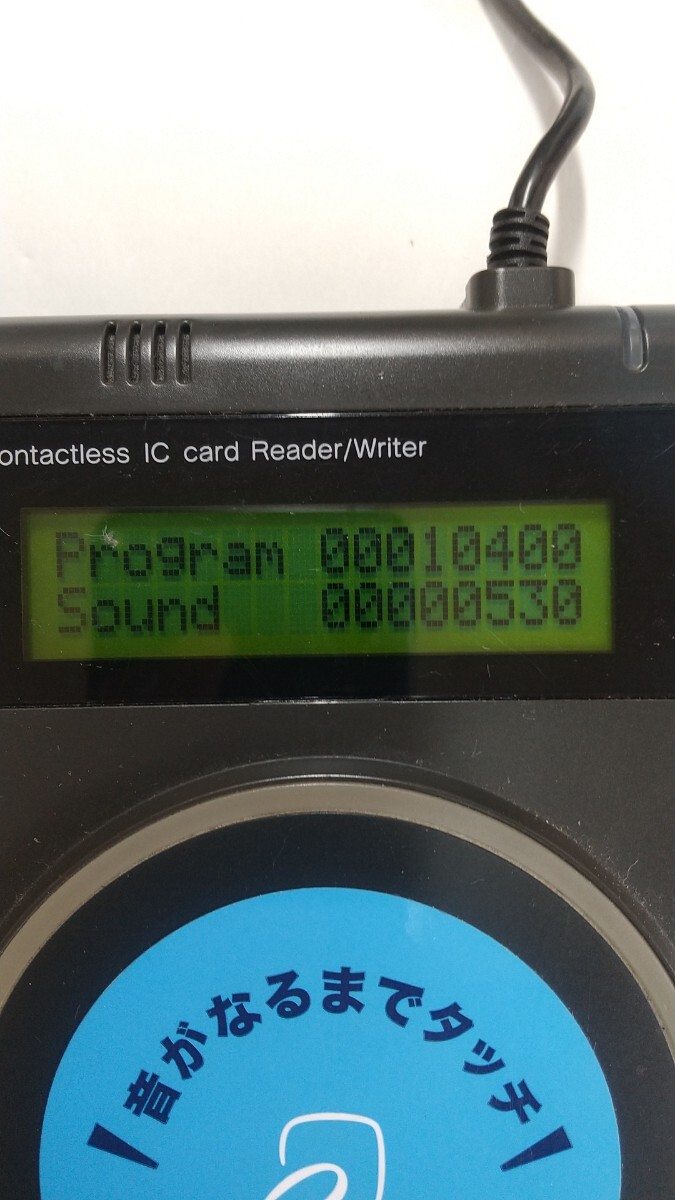 ontactless IC card Reader/Writer
Program 00010400
Sound 00000530
音がなるまでタッチ